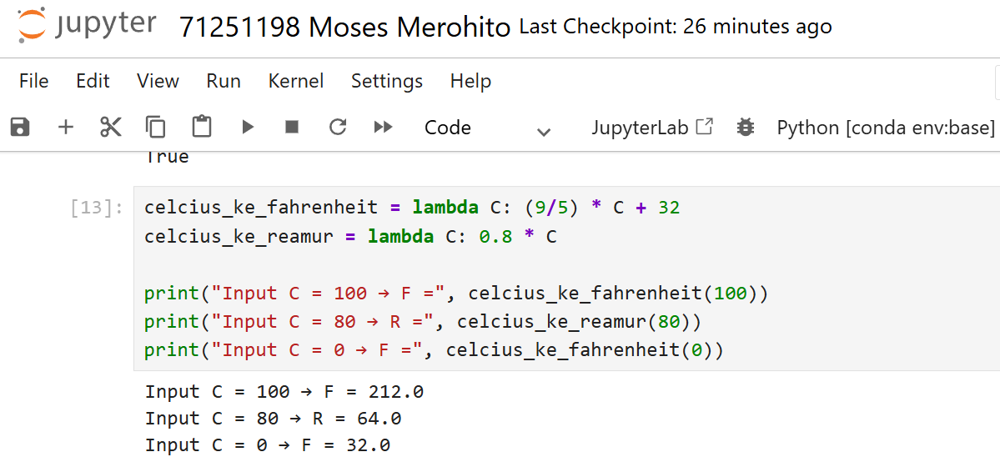 jupyter 71251198 Moses Merohito Last Checkpoint: 26 minutes ago
File Edit View Run Kernel Settings Help
Code JupyterLab Python [conda env:base]
True
[13]: celcius_ke_fahrenheit = lambda C: (9/5) * C + 32
celcius_ke_reamur = lambda C: 0.8 * C
print("Input C = 100 → F =", celcius_ke_fahrenheit(100))
print("Input C = 80 → R =", celcius_ke_reamur(80))
print("Input C = 0 → F =", celcius_ke_fahrenheit(0))
Input C = 100 → F = 212.0
Input C = 80 → R = 64.0
Input C = 0 → F = 32.0